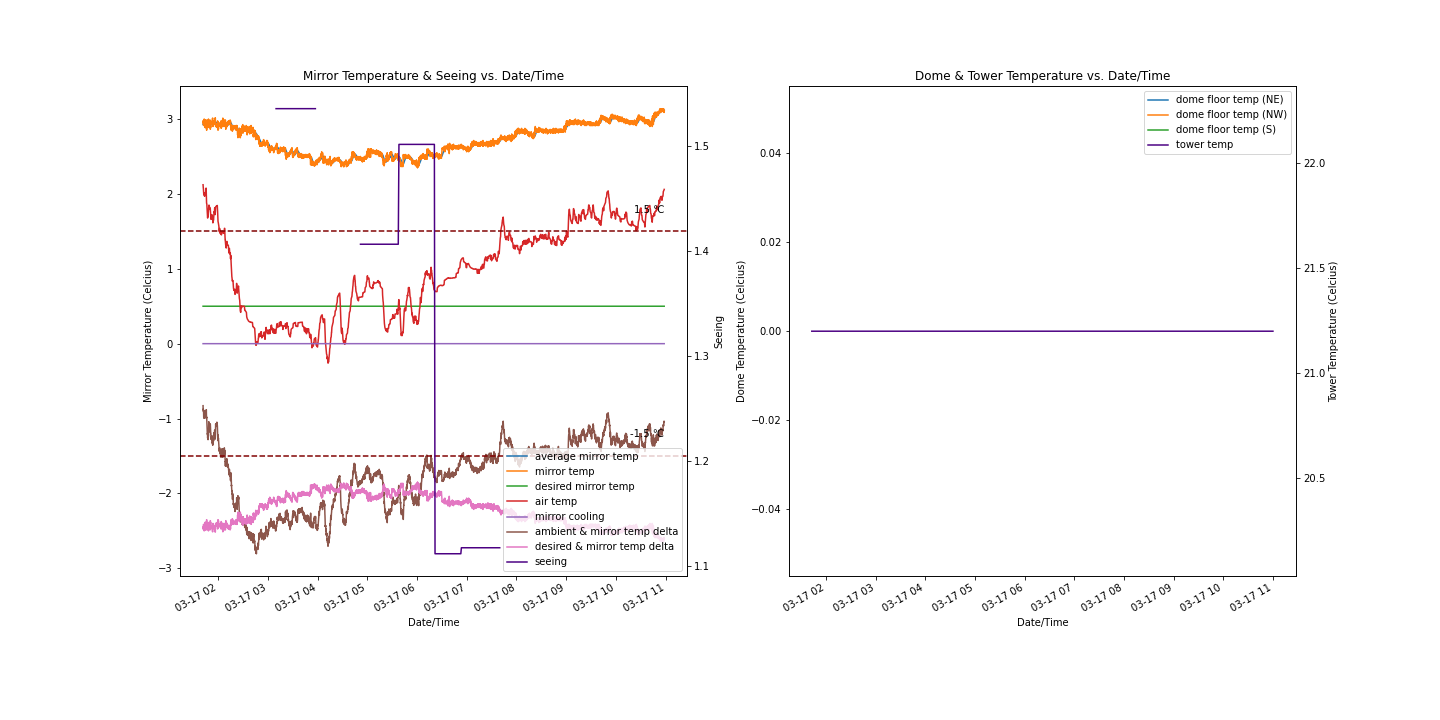 Mirror Temperature & Seeing vs. Date/Time
3
2
1
0
−1
−2
−3
Mirror Temperature (Celcius)
1.5 °C
-1.5 °C
average mirror temp
mirror temp
desired mirror temp
air temp
mirror cooling
ambient & mirror temp delta
desired & mirror temp delta
seeing
1.5
1.4
1.3
1.2
1.1
Seeing
03-17 02
03-17 03
03-17 04
03-17 05
03-17 06
03-17 07
03-17 08
03-17 09
03-17 10
03-17 11
Date/Time
Dome & Tower Temperature vs. Date/Time
0.04
0.02
0.00
−0.02
−0.04
Dome Temperature (Celcius)
dome floor temp (NE)
dome floor temp (NW)
dome floor temp (S)
tower temp
22.0
21.5
21.0
20.5
Tower Temperature (Celcius)
03-17 02
03-17 03
03-17 04
03-17 05
03-17 06
03-17 07
03-17 08
03-17 09
03-17 10
03-17 11
Date/Time